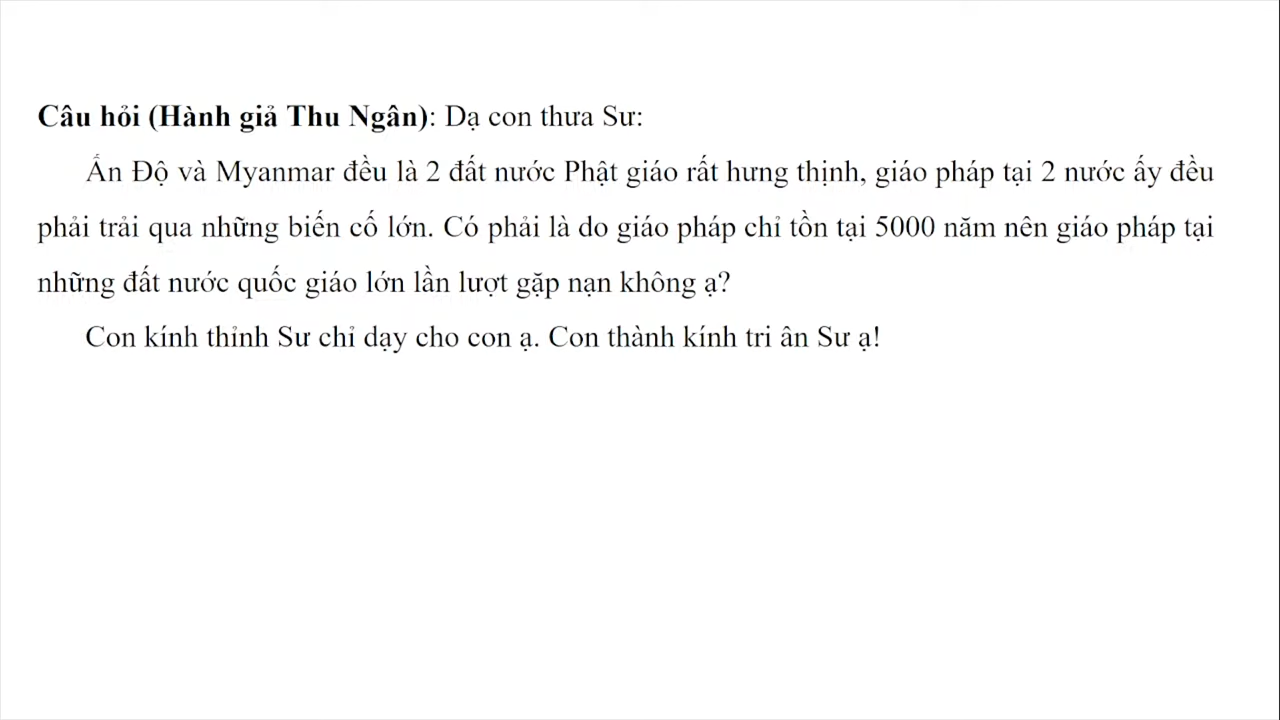 Câu hỏi (Hành giả Thu Ngân): Dạ con thưa Sư:
Ấn Độ và Myanmar đều là 2 đất nước Phật giáo rất hưng thịnh, giáo pháp tại 2 nước ấy đều
phải trải qua những biến cố lớn. Có phải là do giáo pháp chỉ tồn tại 5000 năm nên giáo pháp tại
những đất nước quốc giáo lớn lần lượt gặp nạn không ạ?
Con kính thỉnh Sư chỉ dạy cho con ạ. Con thành kính tri ân Sư ạ!